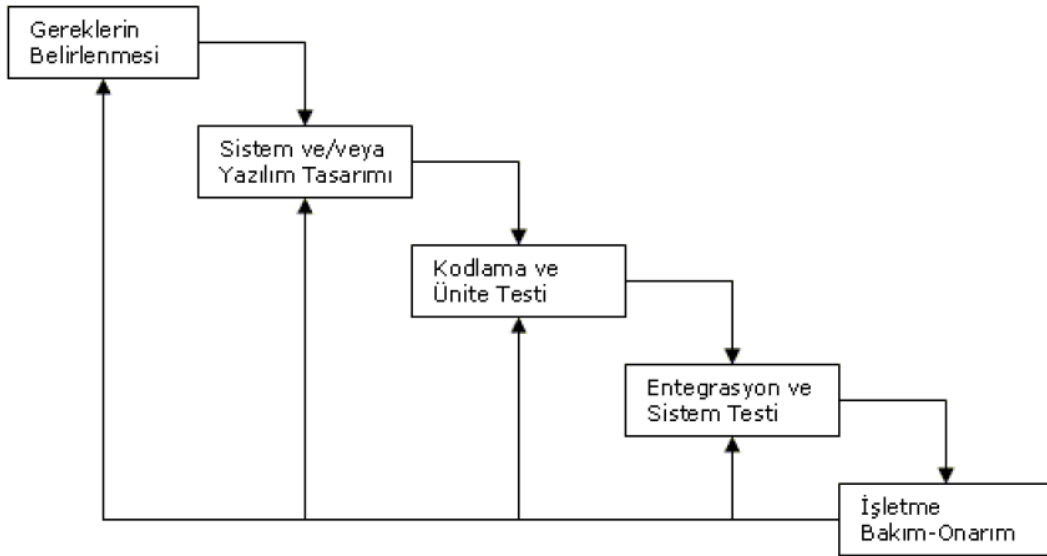 Gereklerin
Belirlenmesi
Sistem ve/veya
Yazılım Tasarımı
Kodlama ve
Ünite Testi
Entegrasyon ve
Sistem Testi
İşletme
Bakım-Onarım